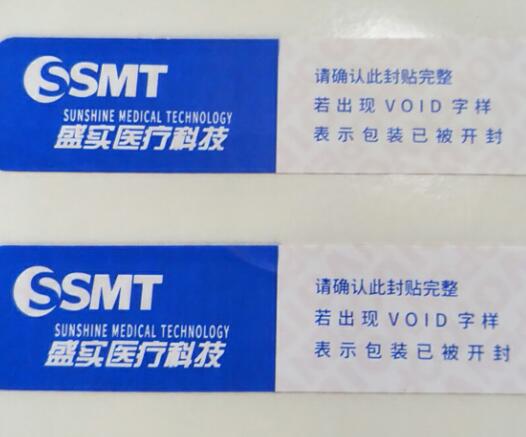 SSMT
SUNSHINE MEDICAL TECHNOLOGY
盛实医疗科技
请确认此封贴完整
若出现VOID字样
表示包装已被开封
SSMT
SUNSHINE MEDICAL TECHNOLOGY
盛实医疗科技
请确认此封贴完整
若出现VOID字样
表示包装已被开封